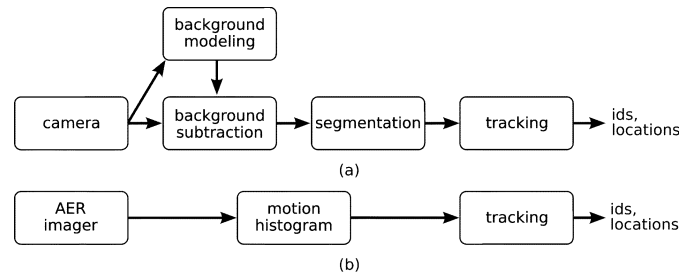 background
modeling
camera
background
subtraction
segmentation
tracking
ids,
locations
(a)
AER
imager
motion
histogram
tracking
ids,
locations
(b)